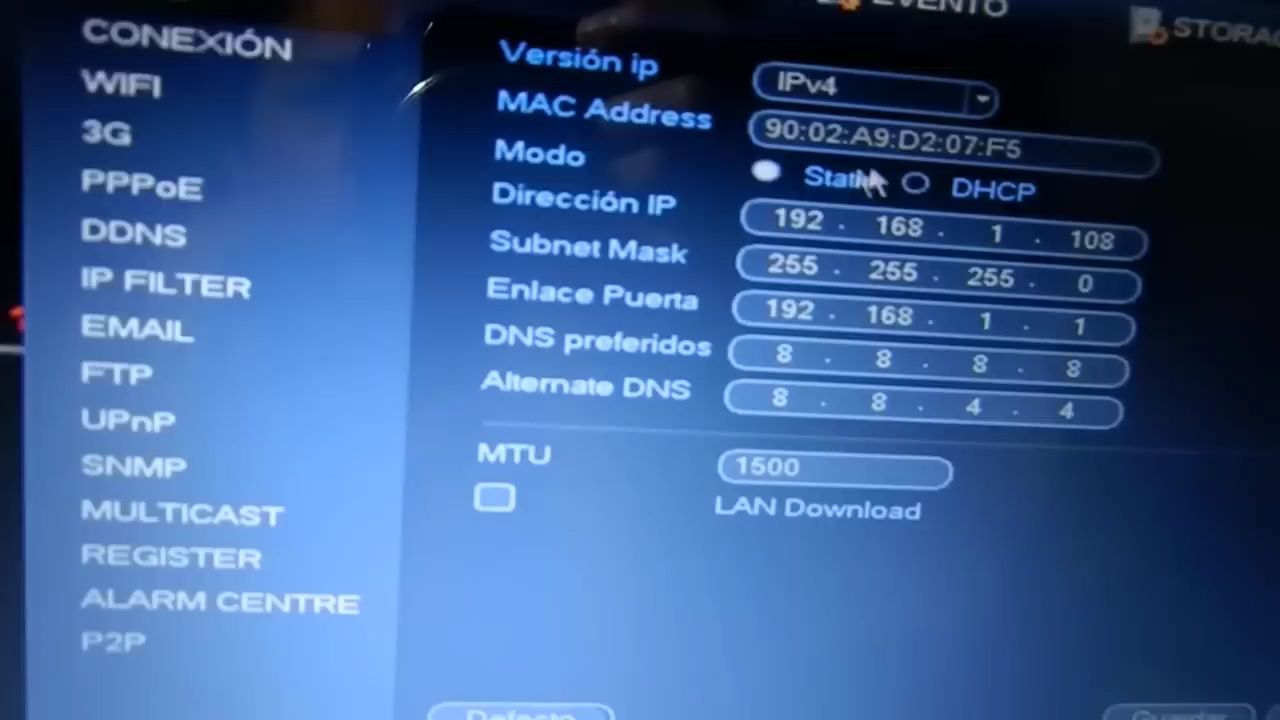 EVENTO
CONEXIÓN
WIFI
3G
PPPoE
DDNS
IP FILTER
EMAIL
FTP
UPnP
SNMP
MULTICAST
REGISTER
ALARM CENTRE
P2P
Versión ip IPv4
MAC Address 90:02:A9:D2:07:F5
Modo DHCP
Dirección IP 192 . 168 . 1 . 108
Subnet Mask 255 . 255 . 255 . 0
Enlace Puerta 192 . 168 . 1 . 1
DNS preferidos 8 . 8 . 8 . 8
Alternate DNS 8 . 8 . 4 . 4
MTU 1500
LAN Download